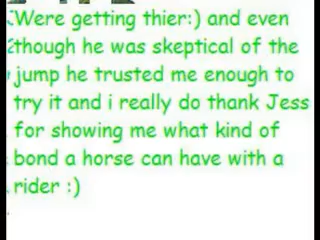 Were getting thier:) and even
though he was skeptical of the
jump he trusted me enough to
try it and i really do thank Jess
for showing me what kind of
bond a horse can have with a
rider :)